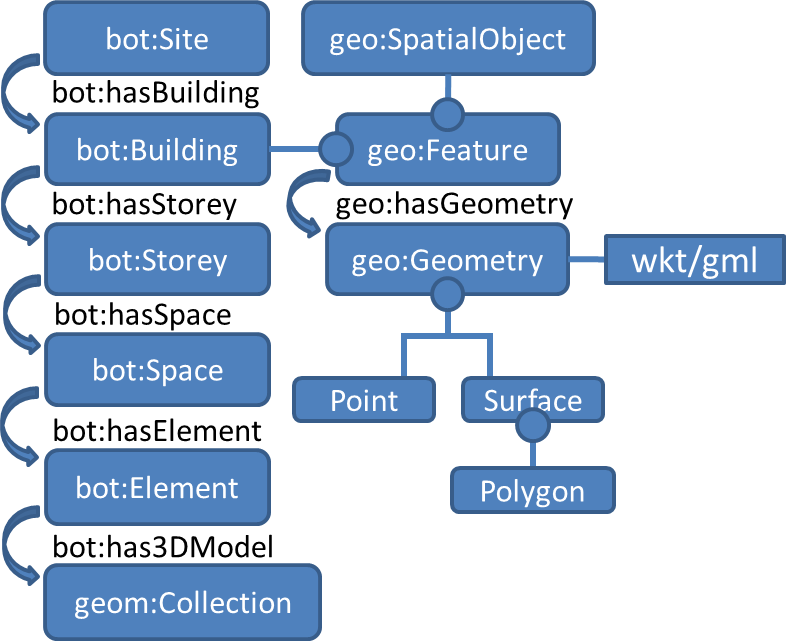 bot:Site
geo:SpatialObject
bot:hasBuilding
bot:Building
geo:Feature
bot:hasStorey
geo:hasGeometry
bot:Storey
geo:Geometry
wkt/gml
bot:hasSpace
bot:Space
Point
Surface
bot:hasElement
bot:Element
Polygon
bot:has3DModel
geom:Collection